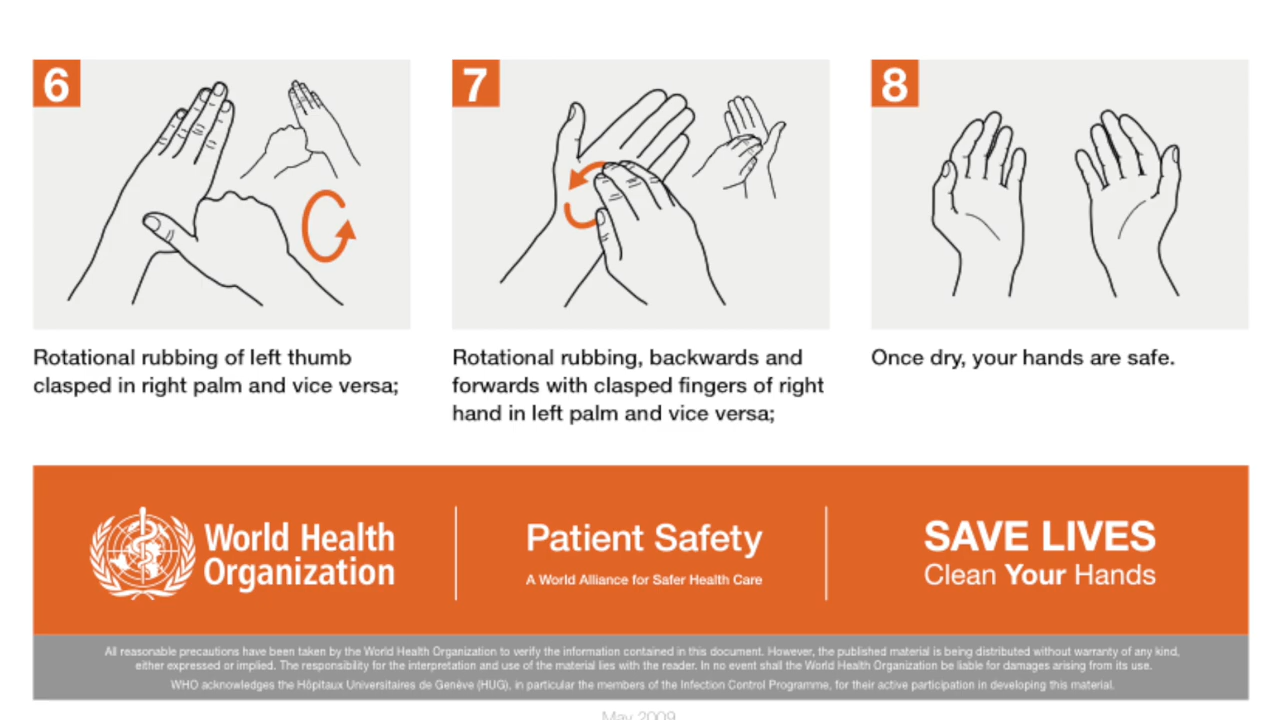 6
7
8
Rotational rubbing of left thumb
clasped in right palm and vice versa;
Rotational rubbing, backwards and
forwards with clasped fingers of right
hand in left palm and vice versa;
Once dry, your hands are safe.
World Health
Organization
Patient Safety
A World Alliance for Safer Health Care
SAVE LIVES
Clean Your Hands
All reasonable precautions have been taken by the World Health Organization to verify the information contained in this document. However, the published material is being distributed without warranty of any kind,
either expressed or implied. The responsibility for the interpretation and use of the material lies with the reader. In no event shall the World Health Organization be liable for damages arising from its use.
WHO acknowledges the Hôpitaux Universitaires de Genève (HUG), in particular the members of the Infection Control Programme, for their active participation in developing this material.
May 2009